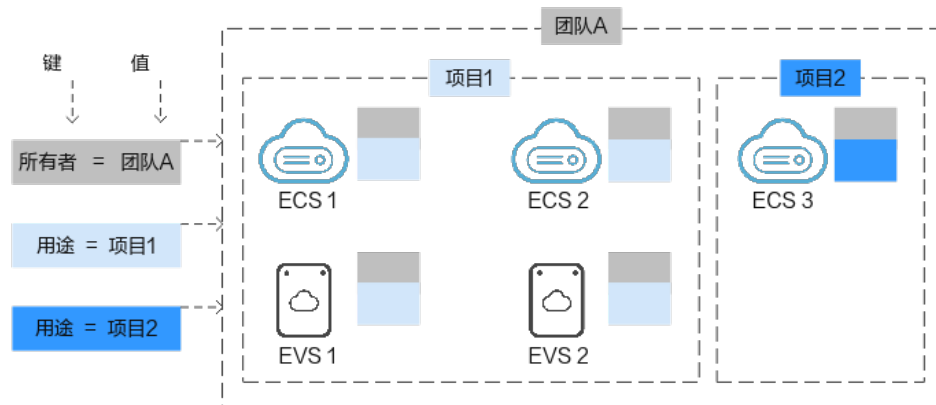 团队A
键 值
项目1 项目2
所有者 = 团队A
ECS 1 ECS 2 ECS 3
用途 = 项目1
用途 = 项目2
EVS 1 EVS 2